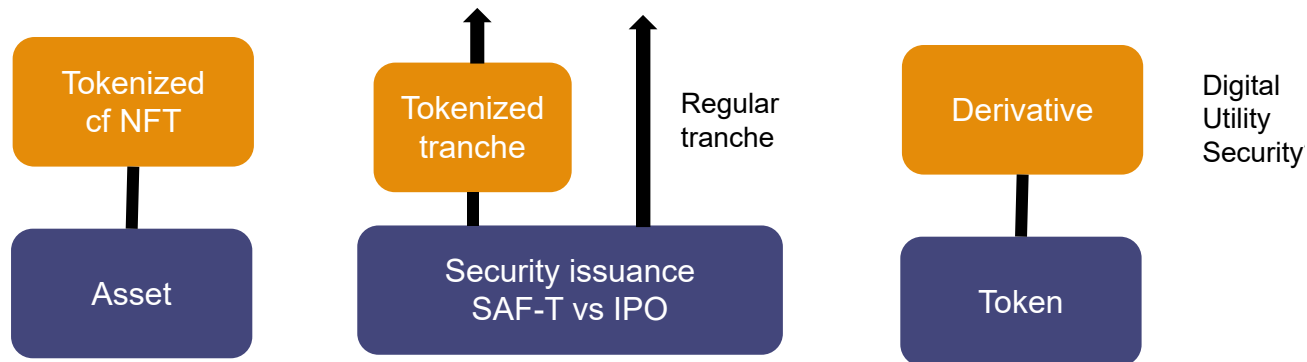 Tokenized
cf NFT
Asset
Tokenized
tranche
Regular
tranche
Security issuance
SAF-T vs IPO
Derivative
Token
Digital
Utility
Security